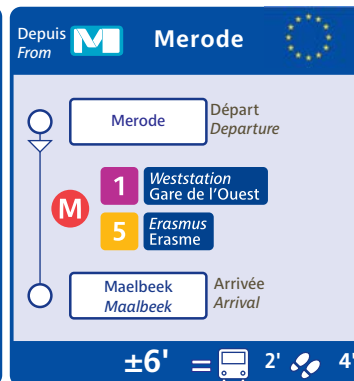 Depuis
From
M
Merode
Merode
Départ
Departure
M
1
Weststation
Gare de l'Ouest
5
Erasmus
Erasme
Maelbeek
Maalbeek
Arrivée
Arrival
±6' = 2' 4'